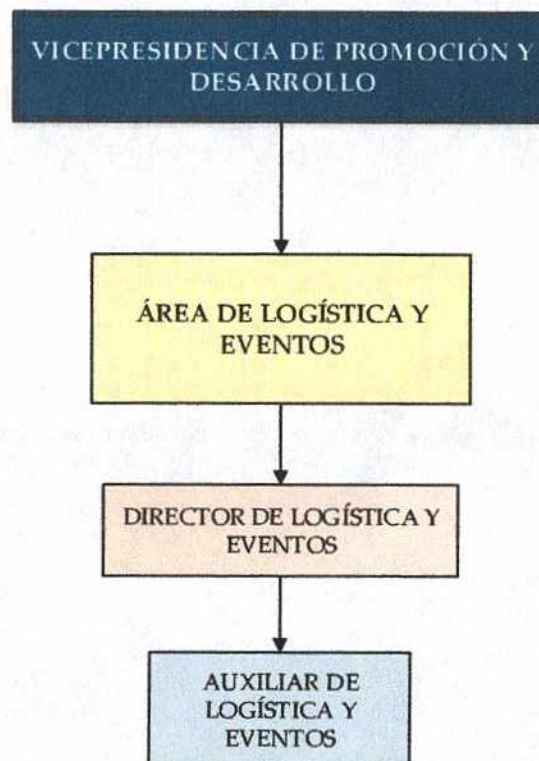 VICEPRESIDENCIA DE PROMOCIÓN Y
DESARROLLO
ÁREA DE LOGÍSTICA Y
EVENTOS
DIRECTOR DE LOGÍSTICA Y
EVENTOS
AUXILIAR DE
LOGÍSTICA Y
EVENTOS